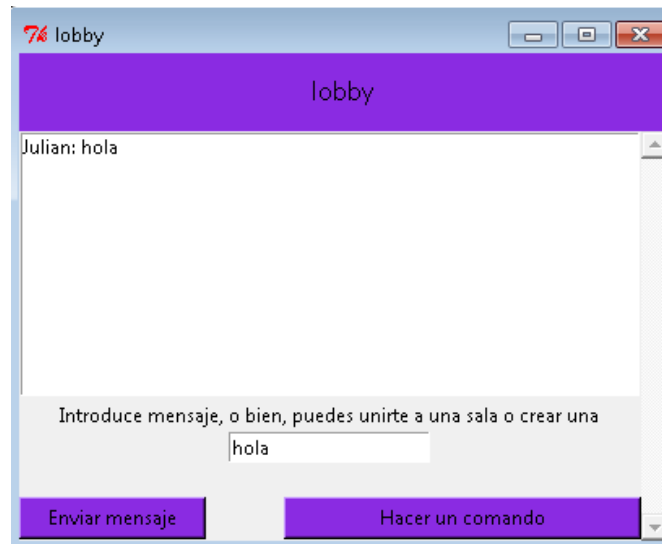 lobby
lobby
Julian: hola
Introduce mensaje, o bien, puedes unirte a una sala o crear una
hola
Enviar mensaje
Hacer un comando